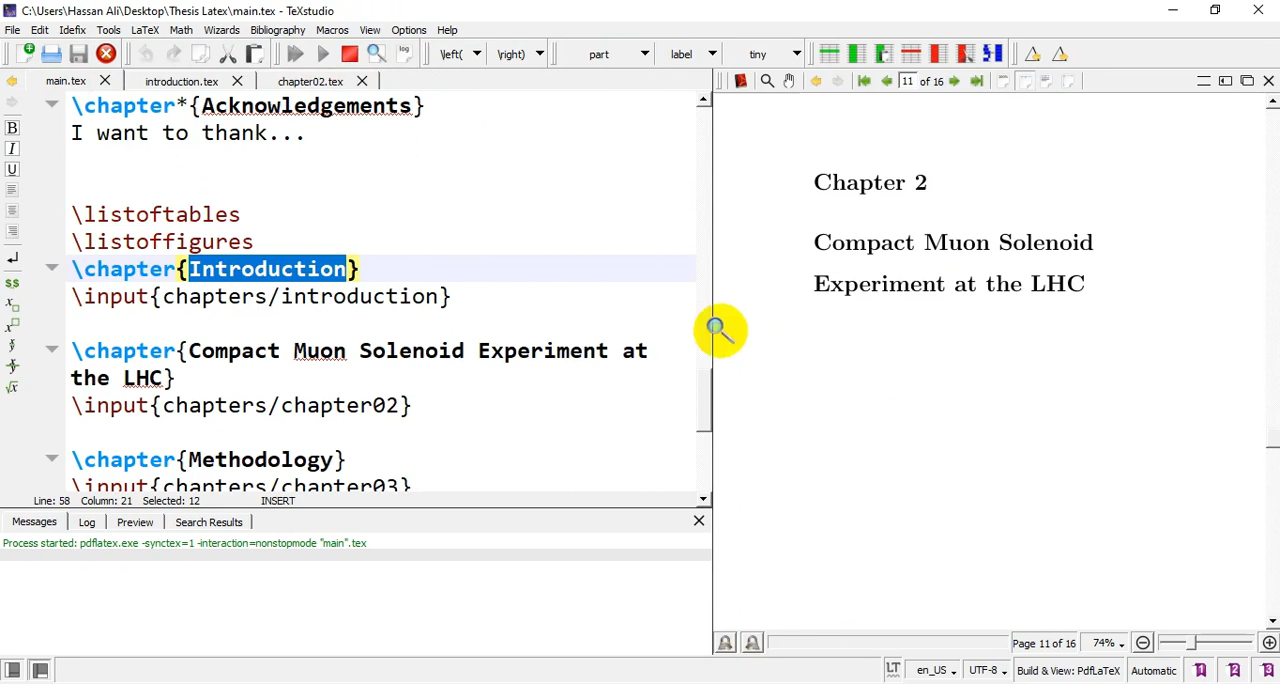 C:\Users\Hassan Ali\Desktop\Thesis Latex\main.tex - TeXstudio
File Edit Idefix Tools LaTeX Math Wizards Bibliography Macros View Options Help
log \left( \right) part label tiny
main.tex introduction.tex chapter02.tex 11 of 16
\chapter*{Acknowledgements}
I want to thank...
\listoftables
\listoffigures
\chapter{Introduction}
\input{chapters/introduction}
\chapter{Compact Muon Solenoid Experiment at
the LHC}
\input{chapters/chapter02}
\chapter{Methodology}
\input{chapters/chapter03}
Line: 58 Column: 21 Selected: 12 INSERT
Messages Log Preview Search Results
Process started: pdflatex.exe -synctex=1 -interaction=nonstopmode "main".tex
Chapter 2
Compact Muon Solenoid
Experiment at the LHC
Page 11 of 16 74%
LT en_US UTF-8 Build & View: PdfLaTeX Automatic 1 2 3